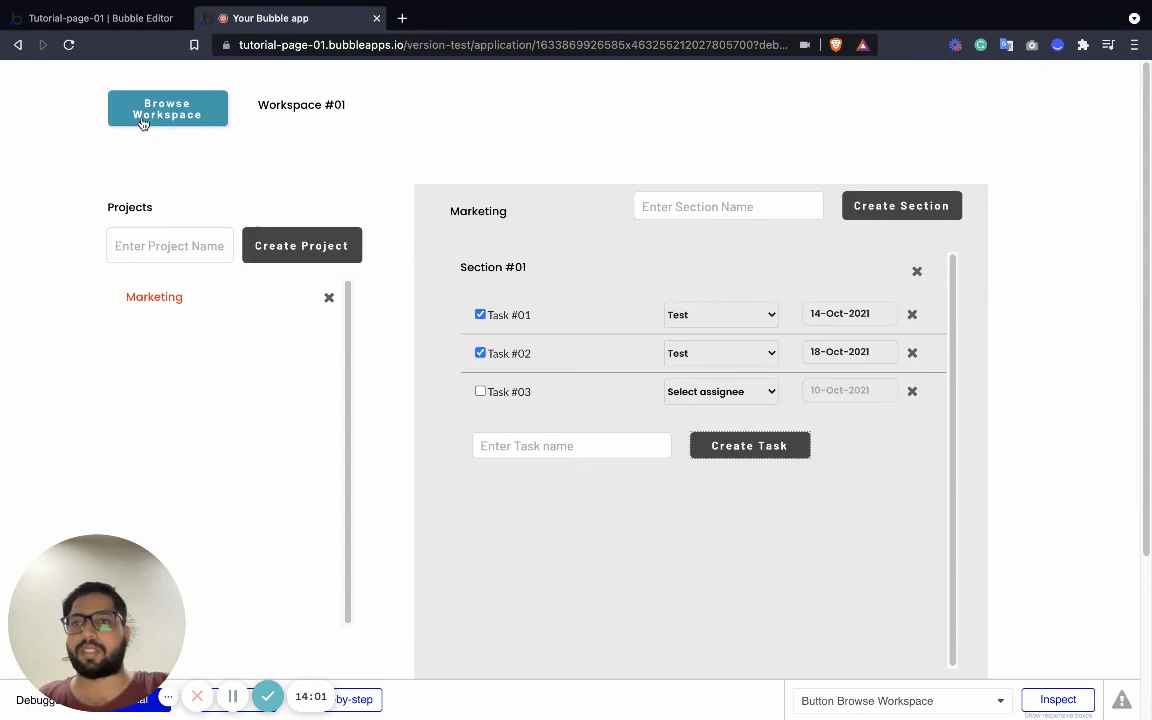 Tutorial-page-01 | Bubble Editor
Your Bubble app
tutorial-page-01.bubbleapps.io/version-test/application/1633869926585x463255212027805700?deb...
Browse
Workspace
Workspace #01
Projects
Enter Project Name
Create Project
Marketing
Marketing
Enter Section Name
Create Section
Section #01
Task #01
Test
14-Oct-2021
Task #02
Test
18-Oct-2021
Task #03
Select assignee
10-Oct-2021
Enter Task name
Create Task
14:01
-by-step
Button Browse Workspace
Inspect
Show responsive boxes